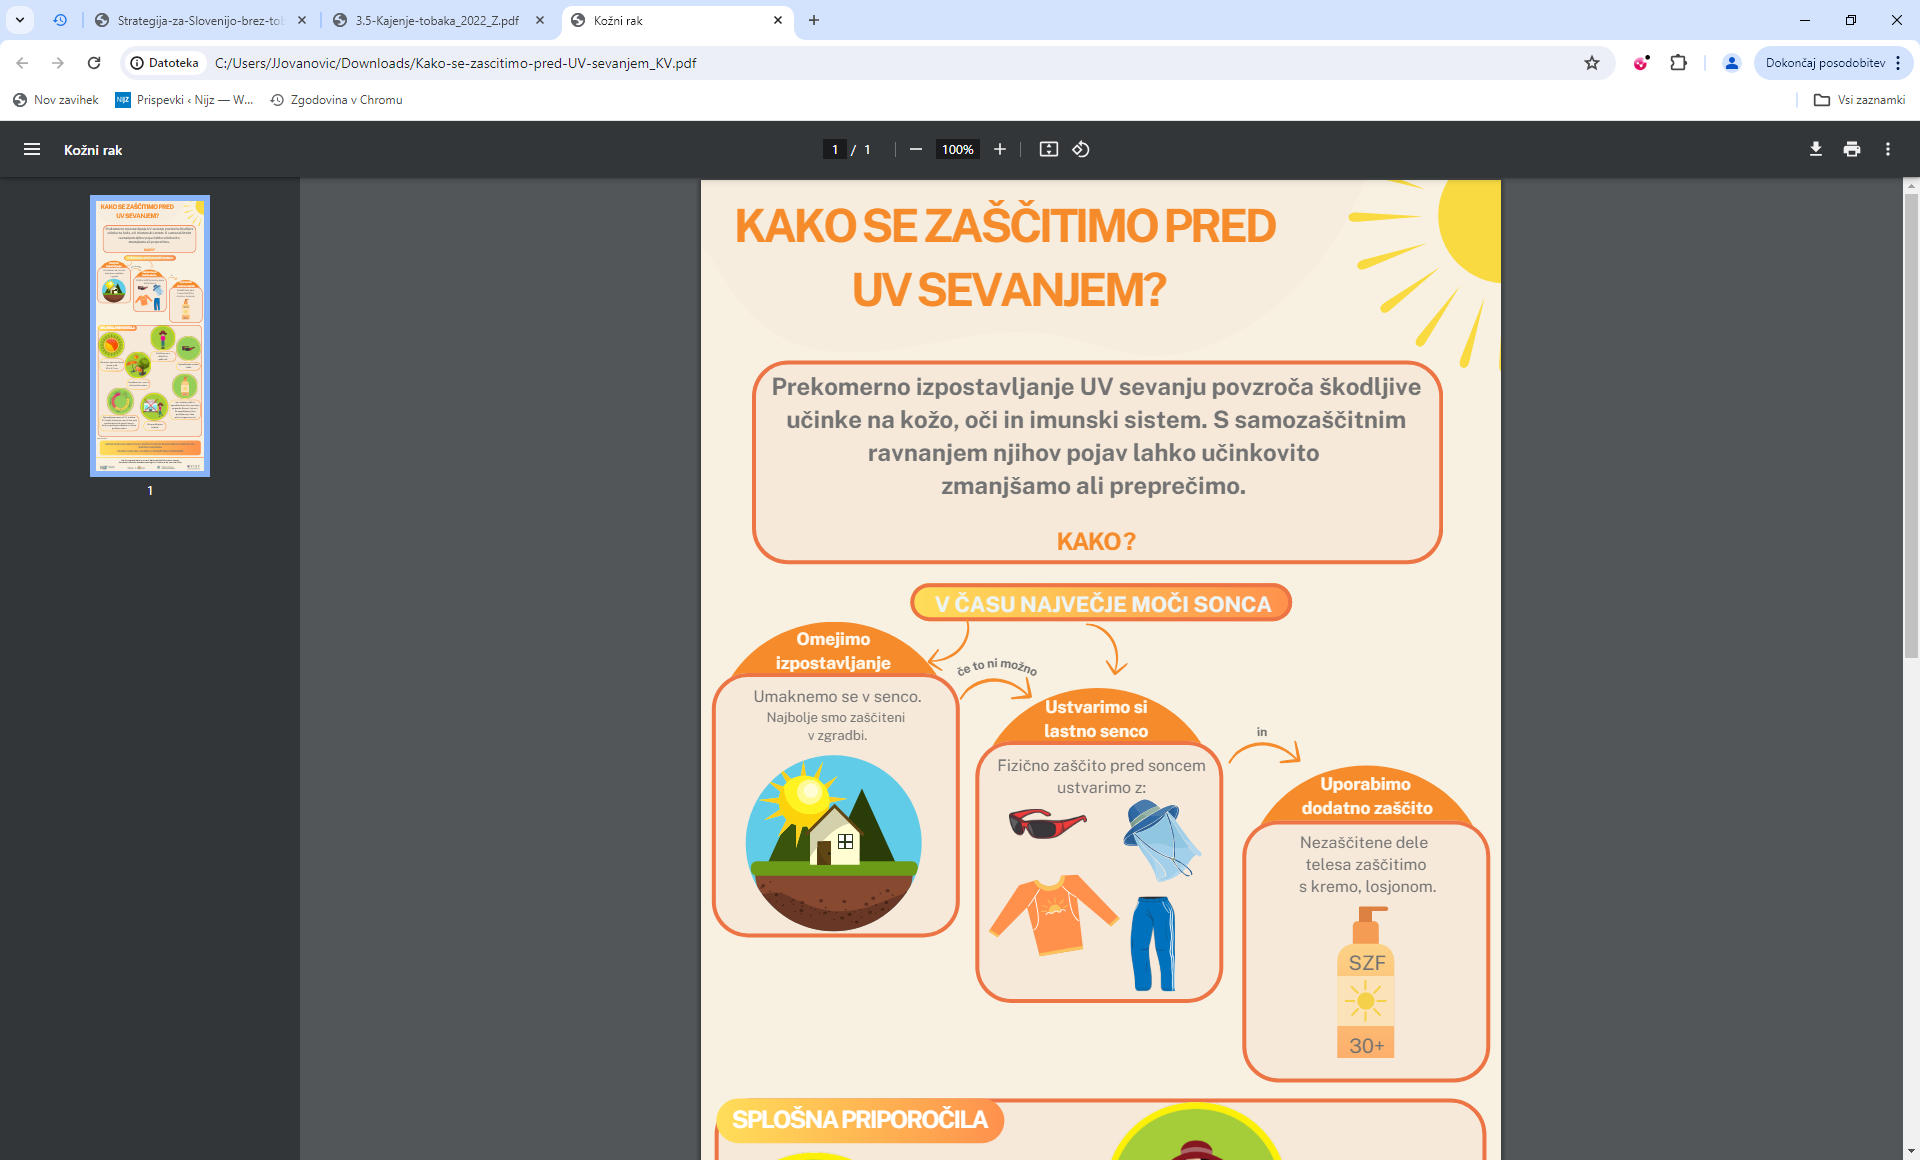 Strategija-za-Slovenijo-brez-tob
3.5-Kajenje-tobaka_2022_Z.pdf
Kožni rak
Datoteka
C:/Users/JJovanovic/Downloads/Kako-se-zascitimo-pred-UV-sevanjem_KV.pdf
Dokončaj posodobitev
Nov zavihek
Prispevki ‹ Nijz — W...
Zgodovina v Chromu
Vsi zaznamki
Kožni rak
1 / 1
100%
1
KAKO SE ZAŠČITIMO PRED
UV SEVANJEM?
Prekomerno izpostavljanje UV sevanju povzroča škodljive
učinke na kožo, oči in imunski sistem. S samozaščitnim
ravnanjem njihov pojav lahko učinkovito
zmanjšamo ali preprečimo.
KAKO?
V ČASU NAJVEČJE MOČI SONCA
Omejimo
izpostavljanje
Umaknemo se v senco.
Najbolje smo zaščiteni
v zgradbi.
če to ni možno
Ustvarimo si
lastno senco
Fizično zaščito pred soncem
ustvarimo z:
in
Uporabimo
dodatno zaščito
Nezaščitene dele
telesa zaščitimo
s kremo, losjonom.
SZF
30+
SPLOŠNA PRIPOROČILA